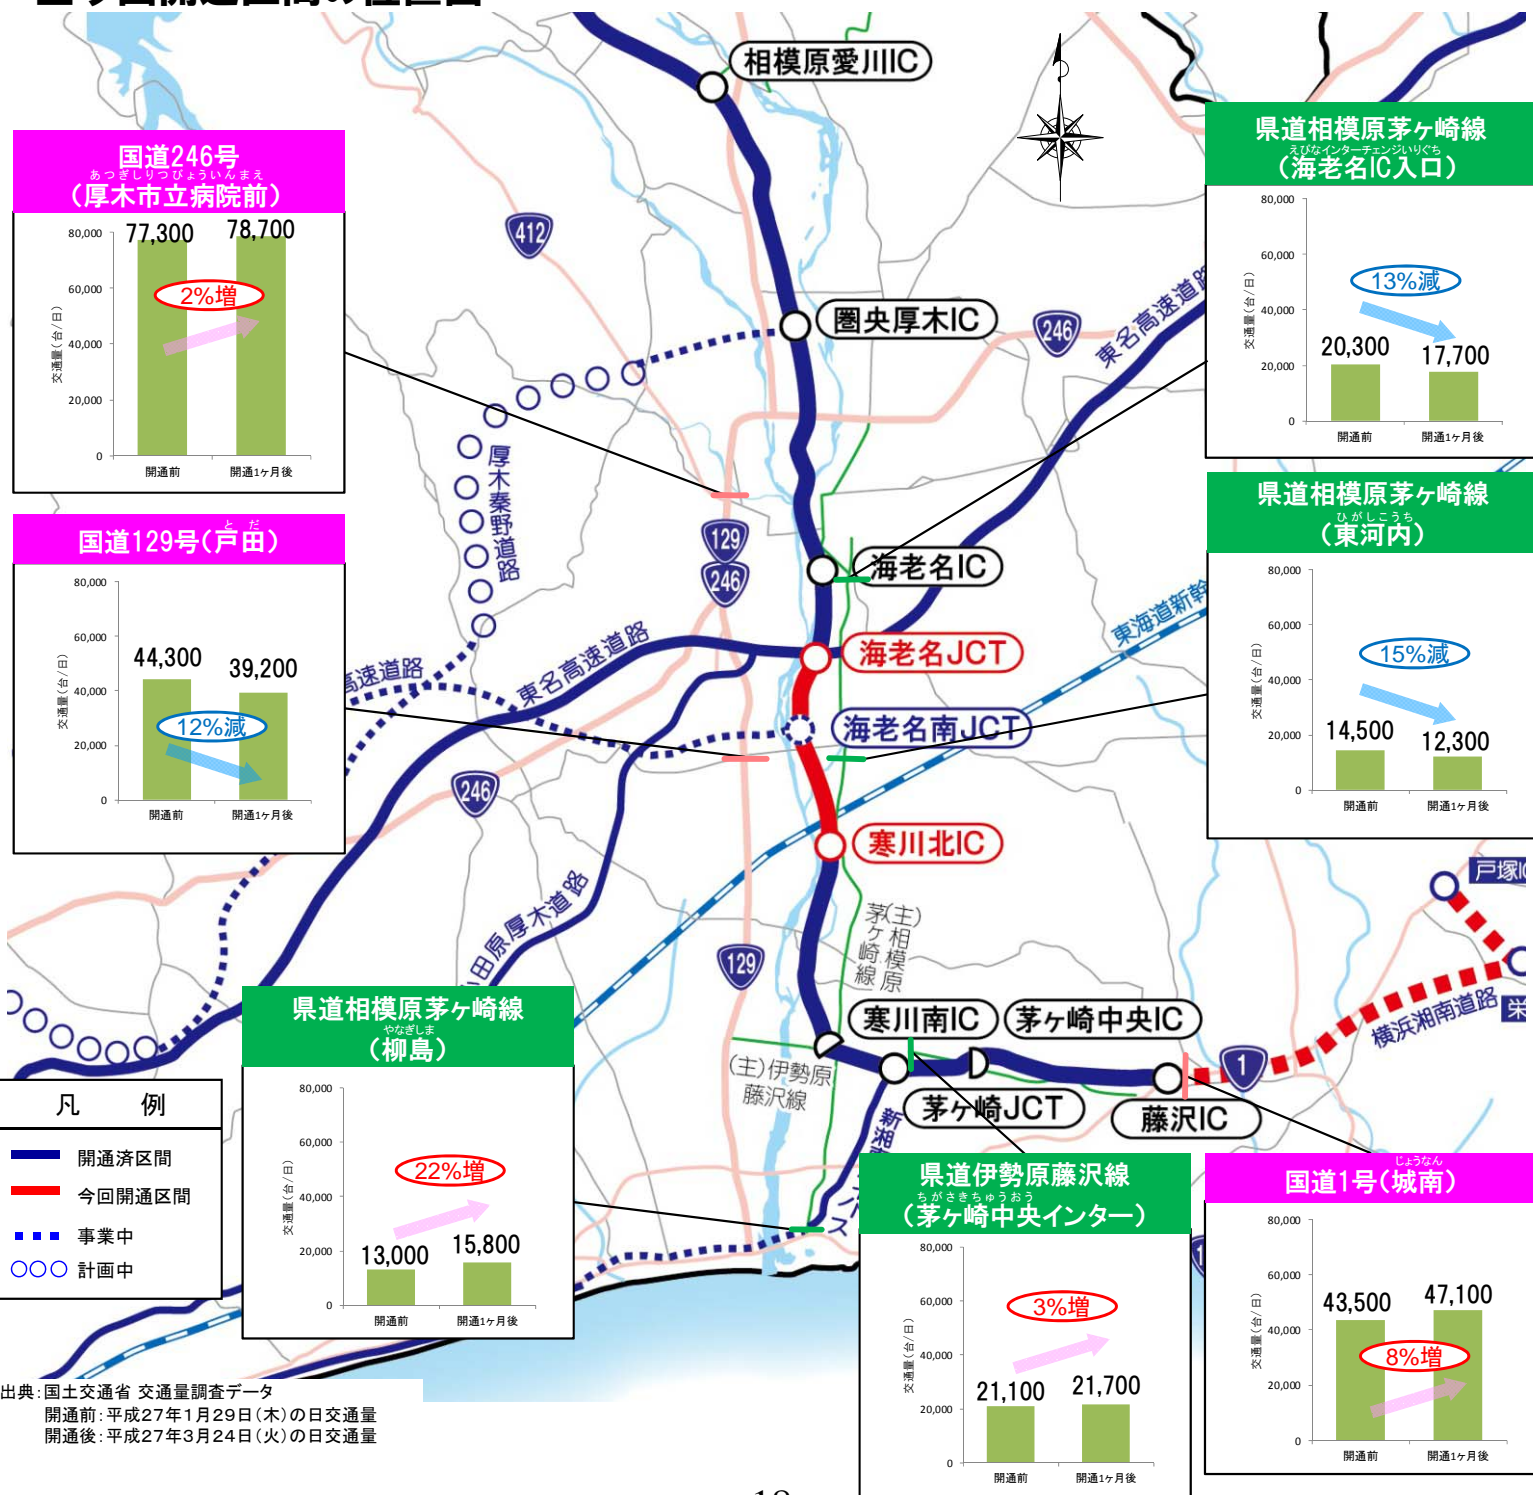 相模原愛川IC
国道246号
あつぎしりつびょういんまえ
(厚木市立病院前)
交通量(台/日)
80,000
60,000
40,000
20,000
0
77,300
78,700
2%増
開通前
開通1ヶ月後
412
圏央厚木IC
246
東名高速道路
県道相模原茅ヶ崎線
えびなインターチェンジいりぐち
(海老名IC入口)
交通量(台/日)
80,000
60,000
40,000
20,000
0
13%減
20,300
17,700
開通前
開通1ヶ月後
厚木秦野道路
129
246
海老名IC
国道129号(戸田)
とだ
交通量(台/日)
80,000
60,000
40,000
20,000
0
44,300
39,200
12%減
開通前
開通1ヶ月後
高速道路
東名高速道路
海老名JCT
海老名南JCT
東海道新幹
県道相模原茅ヶ崎線
ひがしこうち
(東河内)
交通量(台/日)
80,000
60,000
40,000
20,000
0
15%減
14,500
12,300
開通前
開通1ヶ月後
246
寒川北IC
田原厚木道路
129
(主)相模原
茅ヶ崎線
戸塚IC
横浜湘南道路
栄
寒川南IC
茅ヶ崎中央IC
1
(主)伊勢原
藤沢線
茅ヶ崎JCT
藤沢IC
新湘
県道相模原茅ヶ崎線
やなぎしま
(柳島)
交通量(台/日)
80,000
60,000
40,000
20,000
0
22%増
13,000
15,800
開通前
開通1ヶ月後
凡 例
開通済区間
今回開通区間
事業中
計画中
県道伊勢原藤沢線
ちがさきちゅうおう
(茅ヶ崎中央インター)
交通量(台/日)
80,000
60,000
40,000
20,000
0
3%増
21,100
21,700
開通前
開通1ヶ月後
じょうなん
国道1号(城南)
交通量(台/日)
80,000
60,000
40,000
20,000
0
43,500
47,100
8%増
開通前
開通1ヶ月後
出典:国土交通省 交通量調査データ
開通前:平成27年1月29日(木)の日交通量
開通後:平成27年3月24日(火)の日交通量